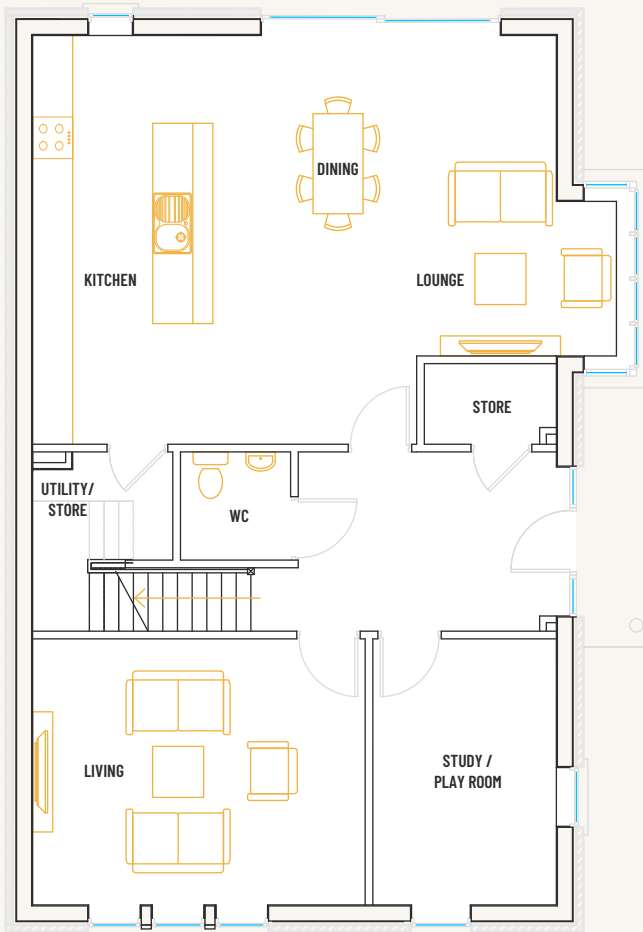 DINING
KITCHEN
LOUNGE
STORE
UTILITY/
STORE
WC
LIVING
STUDY /
PLAY ROOM